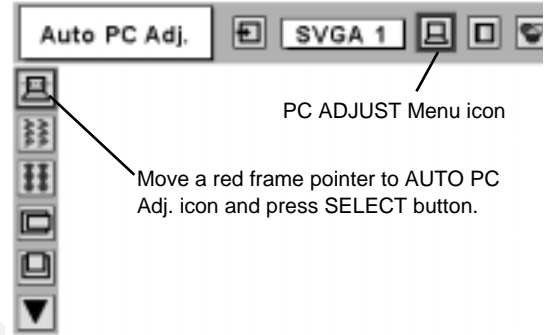 Auto PC Adj.
SVGA 1
PC ADJUST Menu icon
Move a red frame pointer to AUTO PC
Adj. icon and press SELECT button.